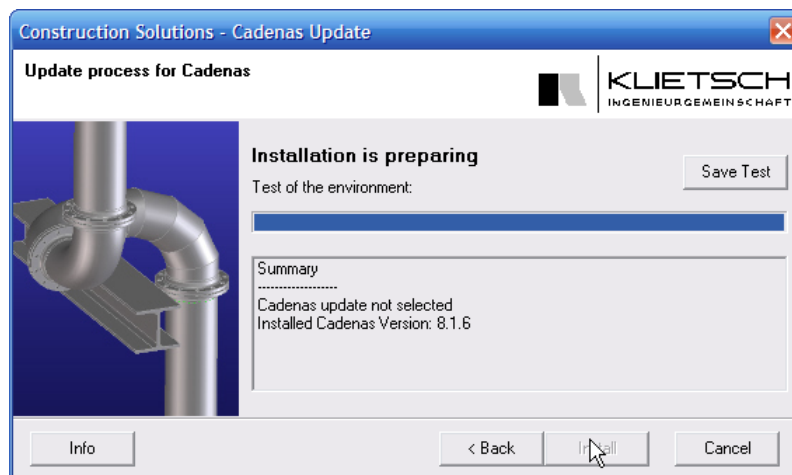 Construction Solutions - Cadenas Update
Update process for Cadenas
KLIETSCH
INGENIEURGEMEINSCHAFT
Installation is preparing
Save Test
Test of the environment:
Summary
-------------------
Cadenas update not selected
Installed Cadenas Version: 8.1.6
Info
< Back
Install
Cancel